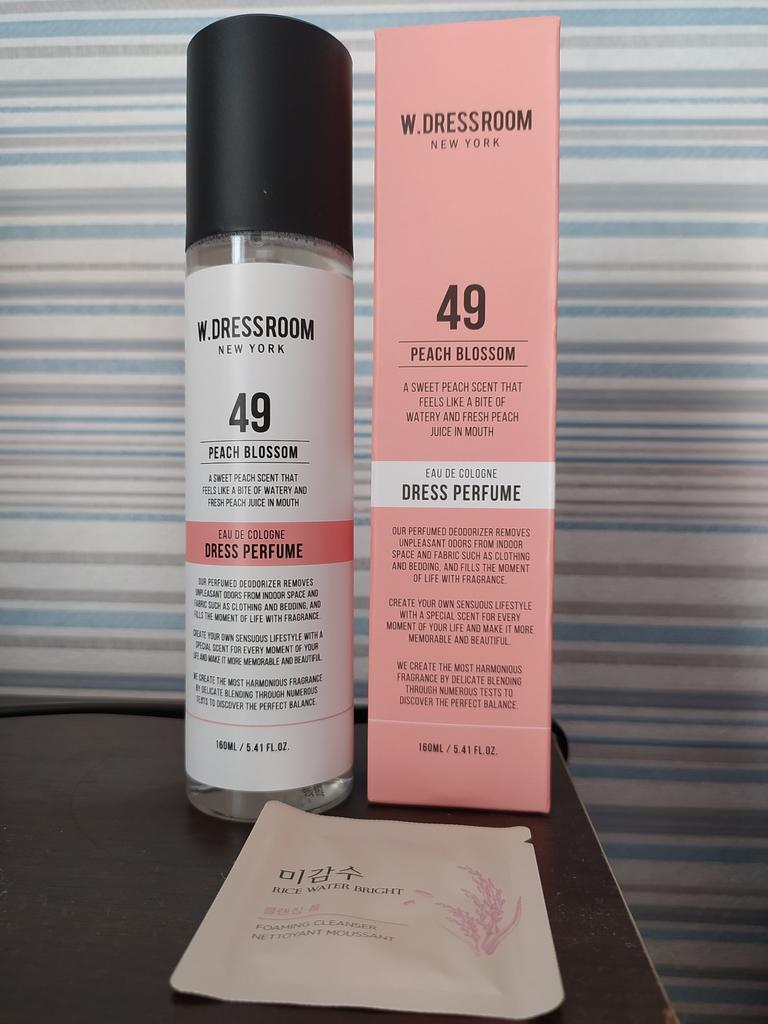 W.DRESSROOM
NEW YORK
49
PEACH BLOSSOM
A SWEET PEACH SCENT THAT
FEELS LIKE A BITE OF WATERY AND
FRESH PEACH JUICE IN MOUTH
EAU DE COLOGNE
DRESS PERFUME
OUR PERFUMED DEODORIZER REMOVES
UNPLEASANT ODORS FROM INDOOR SPACE AND
FABRIC SUCH AS CLOTHING AND BEDDING, AND
FILLS THE MOMENT OF LIFE WITH FRAGRANCE.
CREATE YOUR OWN SENSUOUS LIFESTYLE WITH A
SPECIAL SCENT FOR EVERY MOMENT OF YOUR
LIFE AND MAKE IT MORE MEMORABLE AND BEAUTIFUL.
WE CREATE THE MOST HARMONIOUS FRAGRANCE
BY DELICATE BLENDING THROUGH NUMEROUS
TESTS TO DISCOVER THE PERFECT BALANCE.
160ML / 5.41 FL.OZ.
W.DRESSROOM
NEW YORK
49
PEACH BLOSSOM
A SWEET PEACH SCENT THAT
FEELS LIKE A BITE OF
WATERY AND FRESH PEACH
JUICE IN MOUTH
EAU DE COLOGNE
DRESS PERFUME
OUR PERFUMED DEODORIZER REMOVES
UNPLEASANT ODORS FROM INDOOR
SPACE AND FABRIC SUCH AS CLOTHING
AND BEDDING, AND FILLS THE MOMENT
OF LIFE WITH FRAGRANCE.
CREATE YOUR OWN SENSUOUS LIFESTYLE
WITH A SPECIAL SCENT FOR EVERY
MOMENT OF YOUR LIFE AND MAKE IT MORE
MEMORABLE AND BEAUTIFUL.
WE CREATE THE MOST HARMONIOUS
FRAGRANCE BY DELICATE BLENDING
THROUGH NUMEROUS TESTS TO
DISCOVER THE PERFECT BALANCE.
160ML / 5.41 FL.OZ.
미감수
RICE WATER BRIGHT
클렌징 폼
FOAMING CLEANSER
NETTOYANT MOUSSANT